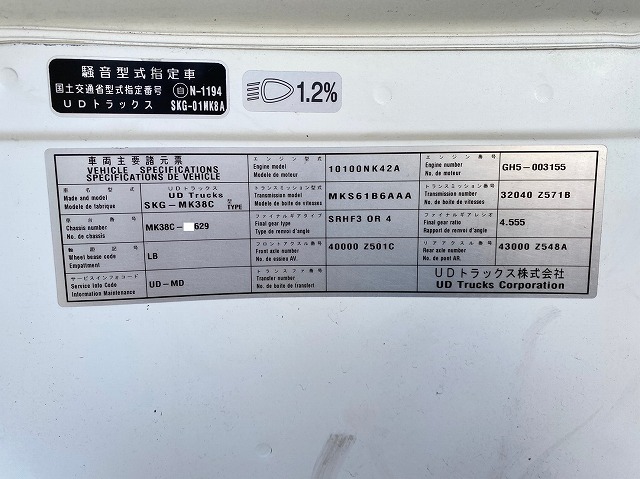 騒音型式指定車
国土交通省型式指定番号 自 N-1194
UDトラックス SKG-01MK8A
1.2%
車両主要諸元票
VEHICLE SPECIFICATIONS
SPECIFICATIONS DE VEHICLE
車名型式
Made and model
Modele de fabrique
UDトラックス
UD Trucks
SKG-MK38C 型 TYPE
車台番号
Chassis number
No. de chassis
MK38C- 629
軸距記号
Wheel base code
Empattement
LB
サービスインフォコード
Service Info Code
Information Maintenance
UD-MD
エンジン型式
Engine model
Modele de moteur
10100NK42A
トランスミッション型式
Transmission model
Modele de boite de vitesses
MKS61B6AAA
ファイナルギアタイプ
Final gear type
Type de renvoi d'angle
SRHF3 OR 4
フロントアクスル番号
Front axle number
No. de essieu AV.
40000 Z501C
トランスファ番号
Transfer number
No. de boite de transfert
エンジン番号
Engine number
No. de moteur
GH5-003155
トランスミッション番号
Transmission number
No. de boite de vitesses
32040 Z571B
ファイナルギアレシオ
Final gear ratio
Rapport de renvoi d'angle
4.555
リアアクスル番号
Rear axle number
No. de pont AR.
43000 Z548A
UDトラックス株式会社
UD Trucks Corporation